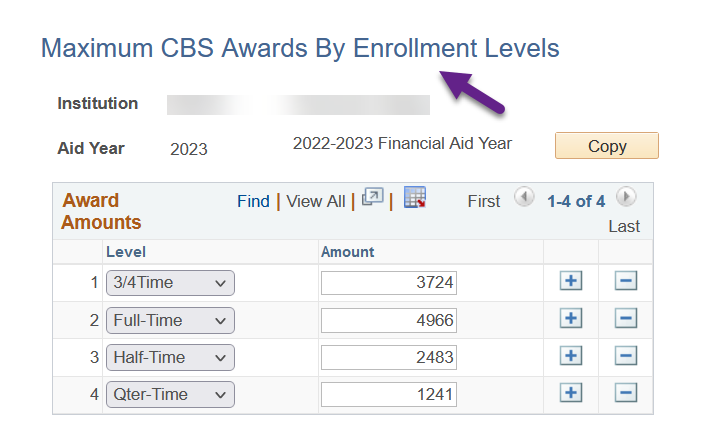 Maximum CBS Awards By Enrollment Levels
Institution
Aid Year 2023 2022-2023 Financial Aid Year Copy
Award Amounts Find | View All | | First 1-4 of 4 Last
Level Amount
1 3/4Time 3724
2 Full-Time 4966
3 Half-Time 2483
4 Qter-Time 1241